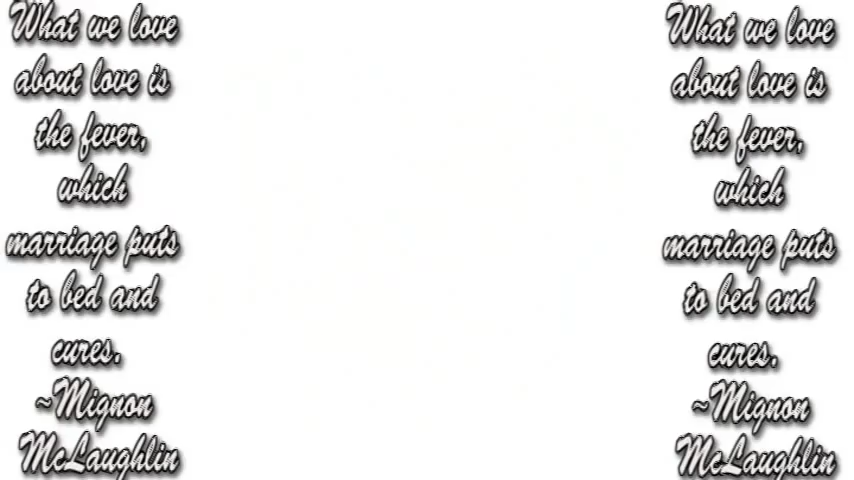 What we love
about love is
the fever,
which
marriage puts
to bed and
cures.
~Mignon
McLaughlin
What we love
about love is
the fever,
which
marriage puts
to bed and
cures.
~Mignon
McLaughlin